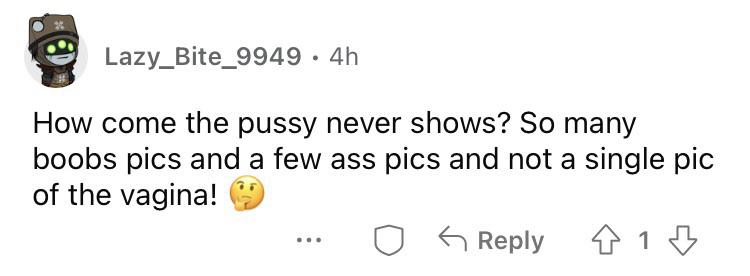 Lazy_Bite_9949 · 4h
How come the pussy never shows? So many
boobs pics and a few ass pics and not a single pic
of the vagina! 🤔
... Reply 1